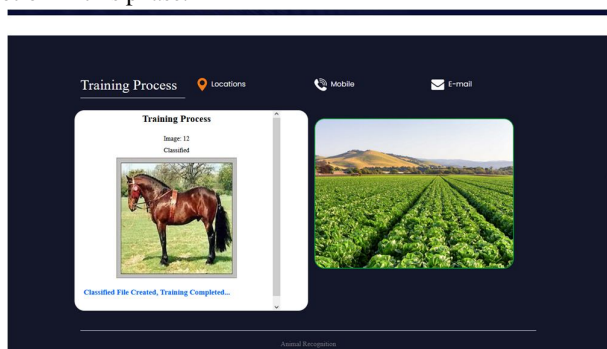 Training Process
Locations
Mobile
E-mail
Training Process
Image: 12
Classified
Classified File Created, Training Completed...
Animal Recognition